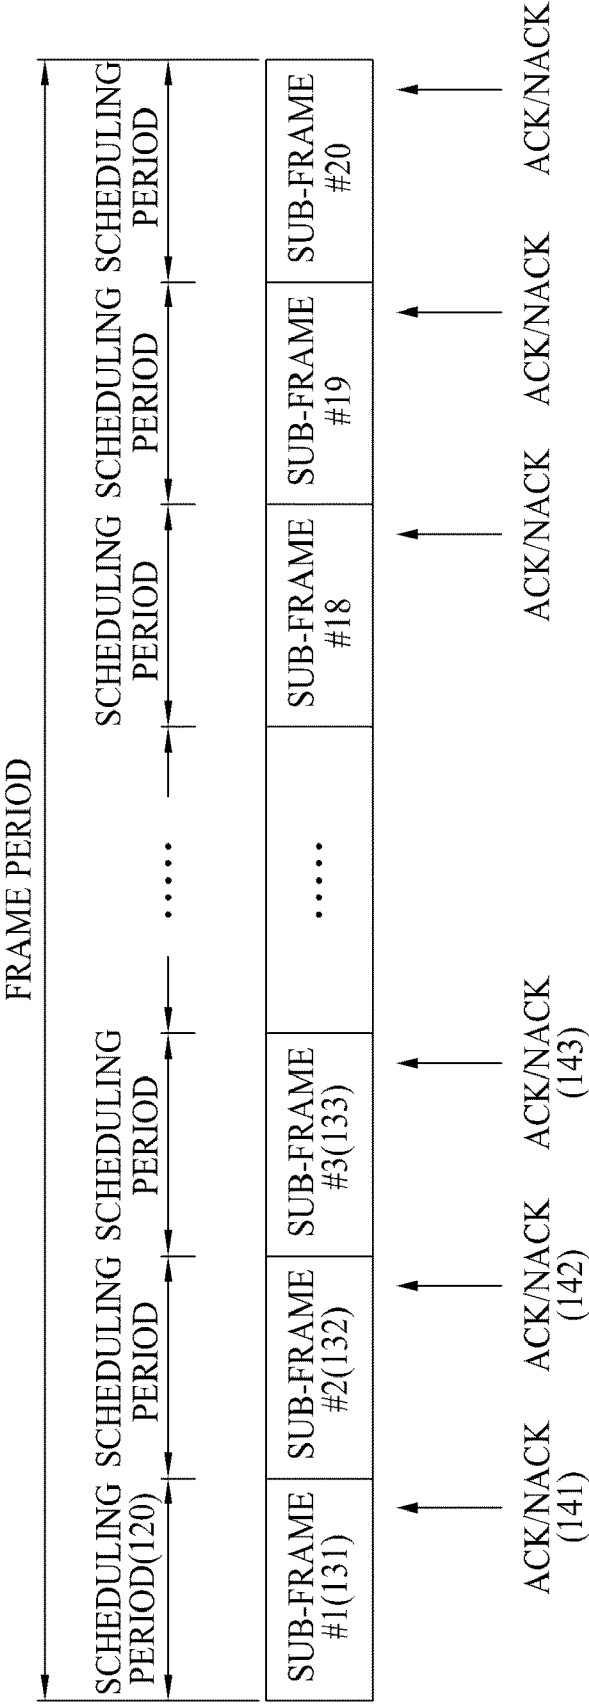 FRAME PERIOD
SCHEDULING
PERIOD(120)
SCHEDULING
PERIOD
SCHEDULING
PERIOD
.....
SCHEDULING
PERIOD
SCHEDULING
PERIOD
SCHEDULING
PERIOD
SUB-FRAME
#1(131)
SUB-FRAME
#2(132)
SUB-FRAME
#3(133)
.....
SUB-FRAME
#18
SUB-FRAME
#19
SUB-FRAME
#20
ACK/NACK
(141)
ACK/NACK
(142)
ACK/NACK
(143)
ACK/NACK
ACK/NACK
ACK/NACK